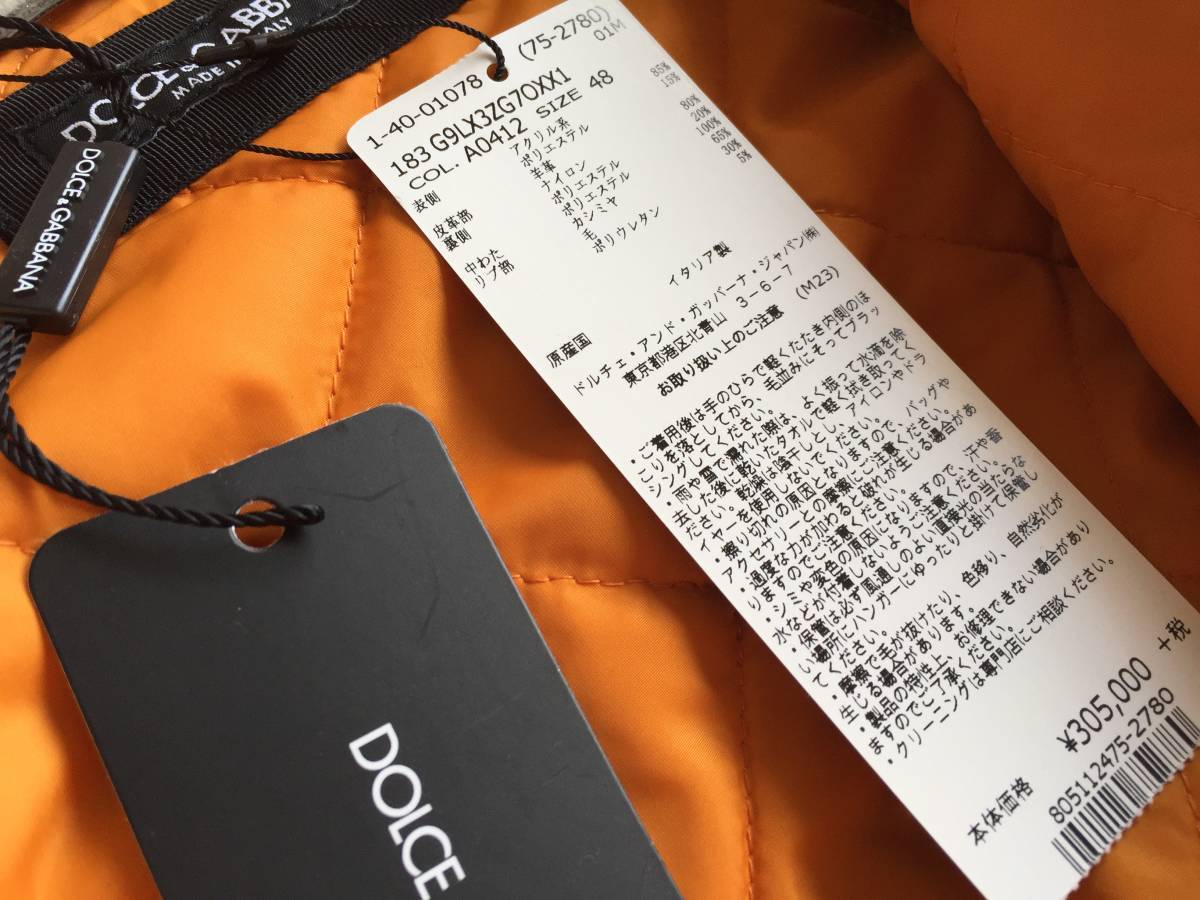 DOLCE&GABBA
MADE IN ITALY
DOLCE&GABBANA
DOLCE
1-40-01078 (75-2780)
01M
183 G9LX3ZG7OXX1
COL. A0412 SIZE 48
表側 アクリル系 85%
ポリエステル 15%
皮革部 羊革
裏側 ナイロン 80%
ポリエステル 20%
中わた ポリエステル 100%
リブ部 カシミヤ 65%
毛 30%
ポリウレタン 5%
原産国 イタリア製
ドルチェ・アンド・ガッバーナ・ジャパン㈱
東京都港区北青山 3-6-7 (M23)
お取り扱い上のご注意
・ご着用後は手のひらで軽くたたき内側のほ
こりを落としてから、毛並みにそってブラッ
シングしてください。
・雨や雪で濡れた際は、よく振って水滴を除
去した後に乾いたタオルで軽く拭き取ってく
ださい。乾燥は陰干しとし、アイロンやドラ
イヤーを使用しないでください。
・擦り切れの原因となりますので、バッグや
アクセサリーとの摩擦にご注意ください。
・過度な力が加わると破れが生じる場合があ
りますのでご注意ください。
・シミや変色の原因になりますので、汗や香
水などが付着しないようご注意ください。
・保管は必ず風通しのよい直接光の当たらな
い場所にハンガーにゆったりと掛けて保管し
てください。
・摩擦で毛が抜けたり、色移り、自然劣化が
生じる場合があります。
・製品の特性上、お修理できない場合があり
ますのでご了承ください。
・クリーニングは専門店にご相談ください。
本体価格 ¥305,000 +税
805112475-2780